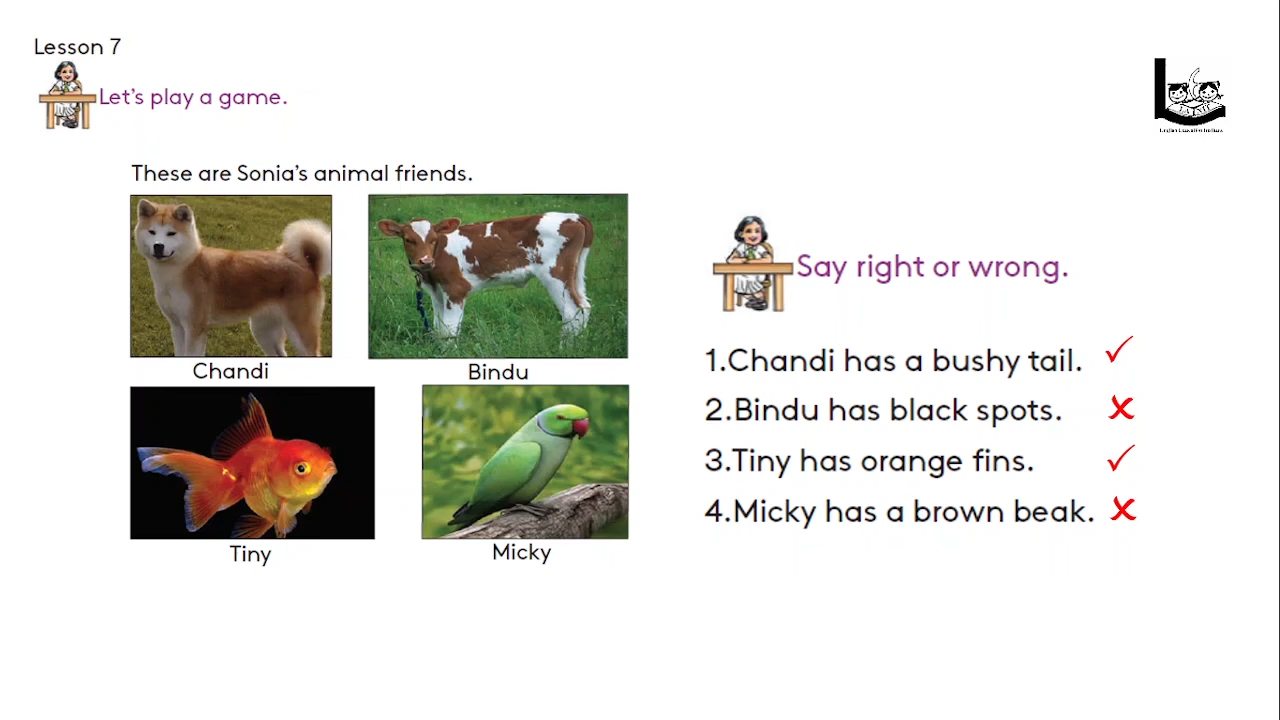 Lesson 7
Let's play a game.
These are Sonia's animal friends.
Chandi
Bindu
Tiny
Micky
Say right or wrong.
1.Chandi has a bushy tail. ✓
2.Bindu has black spots. ✗
3.Tiny has orange fins. ✓
4.Micky has a brown beak. ✗